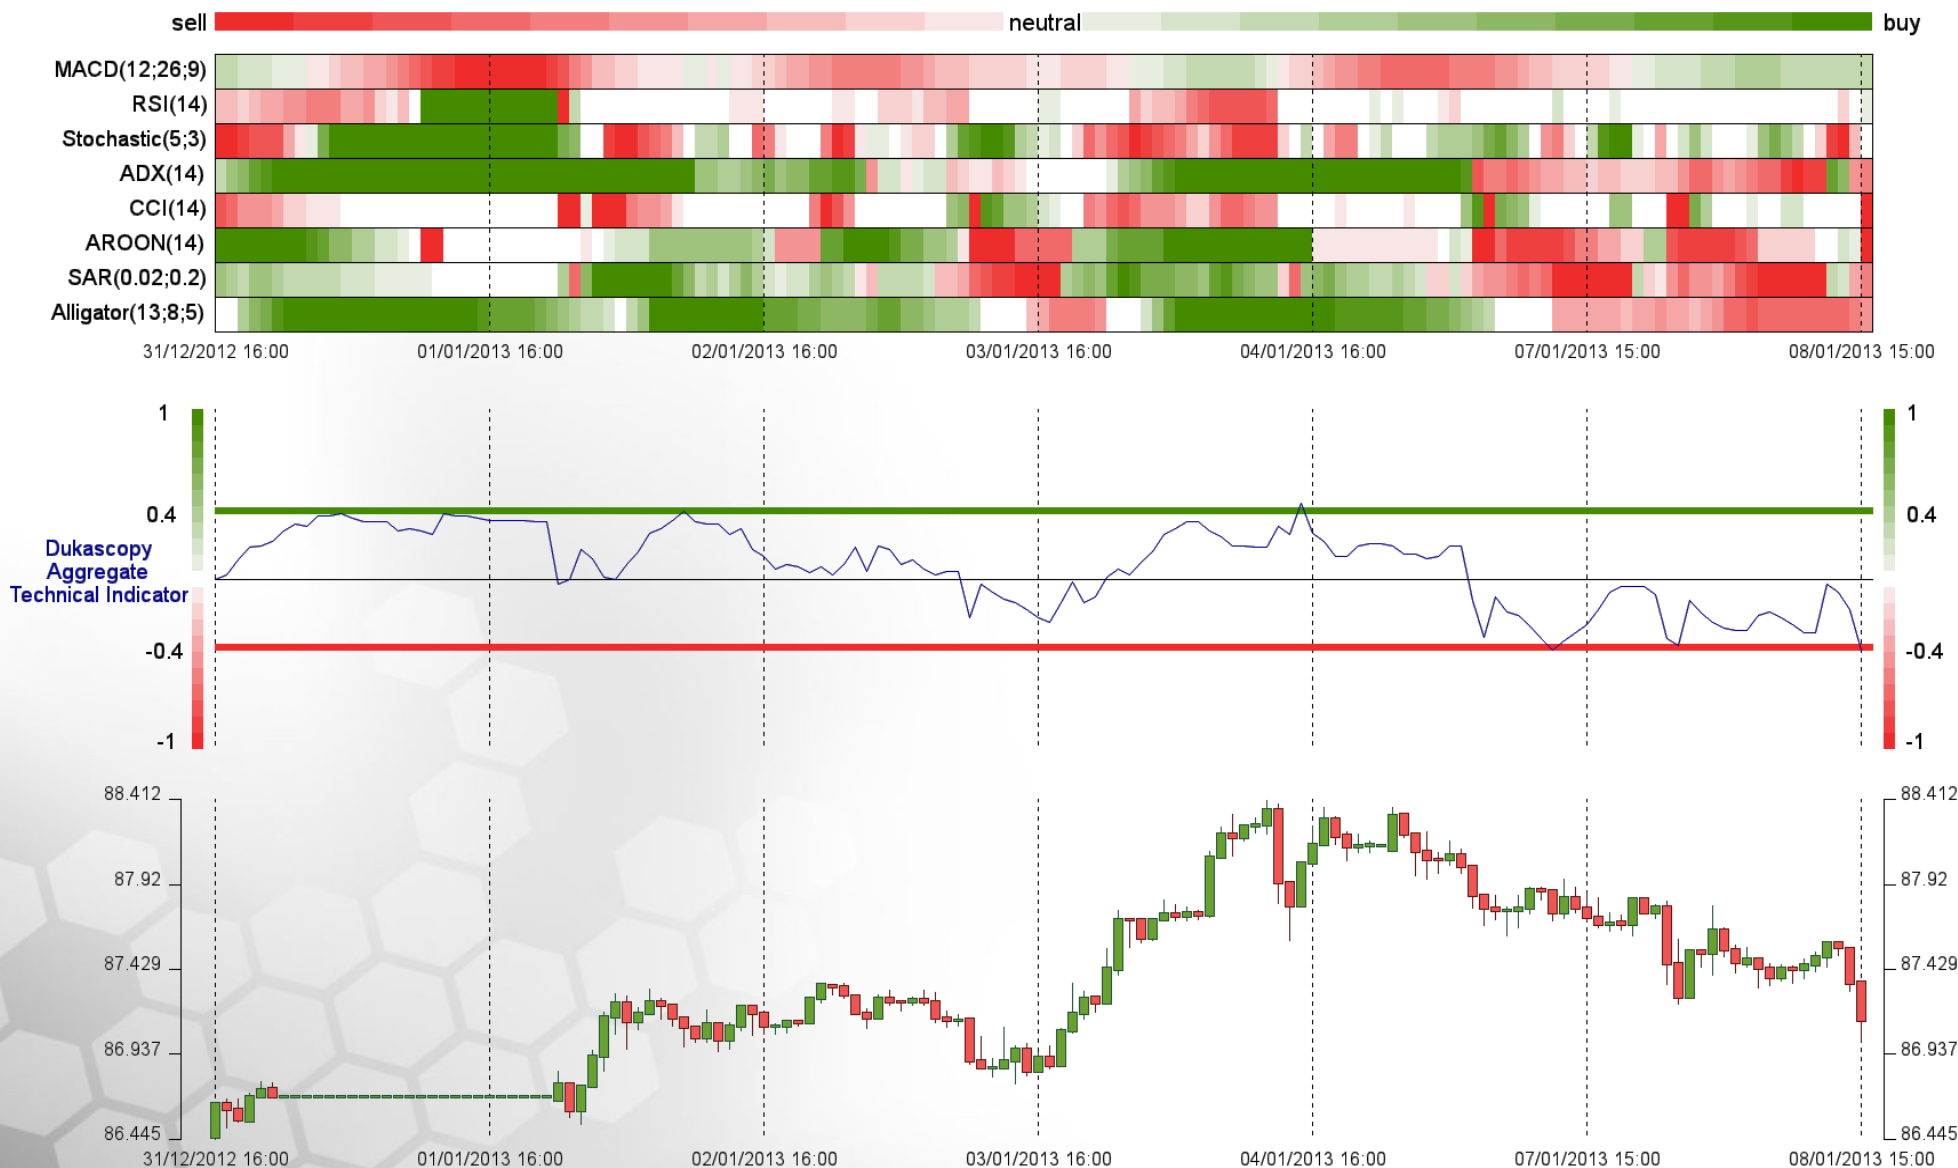 sell neutral buy
MACD(12;26;9)
RSI(14)
Stochastic(5;3)
ADX(14)
CCI(14)
AROON(14)
SAR(0.02;0.2)
Alligator(13;8;5)
31/12/2012 16:00 01/01/2013 16:00 02/01/2013 16:00 03/01/2013 16:00 04/01/2013 16:00 07/01/2013 15:00 08/01/2013 15:00
1 1
0.4 0.4
Dukascopy
Aggregate
Technical Indicator
-0.4 -0.4
-1 -1
88.412 88.412
87.92 87.92
87.429 87.429
86.937 86.937
86.445 86.445
31/12/2012 16:00 01/01/2013 16:00 02/01/2013 16:00 03/01/2013 16:00 04/01/2013 16:00 07/01/2013 15:00 08/01/2013 15:00